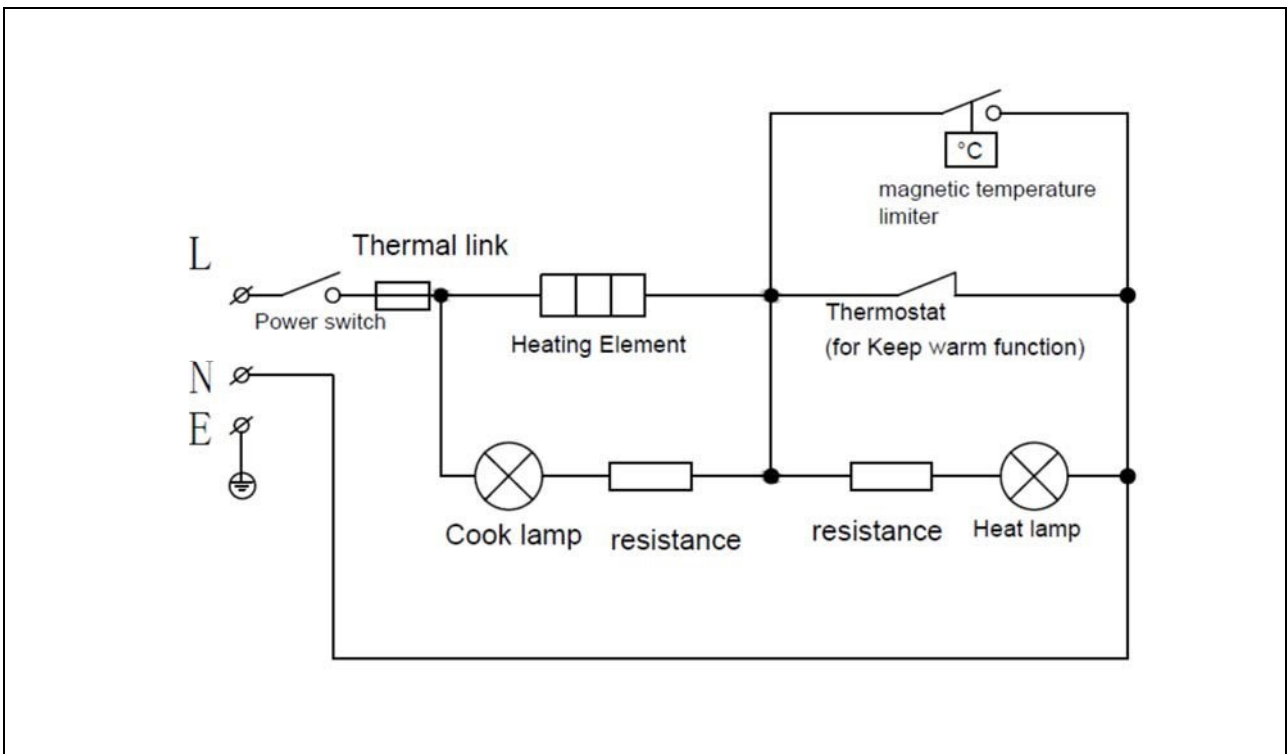 °C
magnetic temperature
limiter
Thermal link
L
Power switch
Heating Element
Thermostat
(for Keep warm function)
N
E
Cook lamp
resistance
resistance
Heat lamp